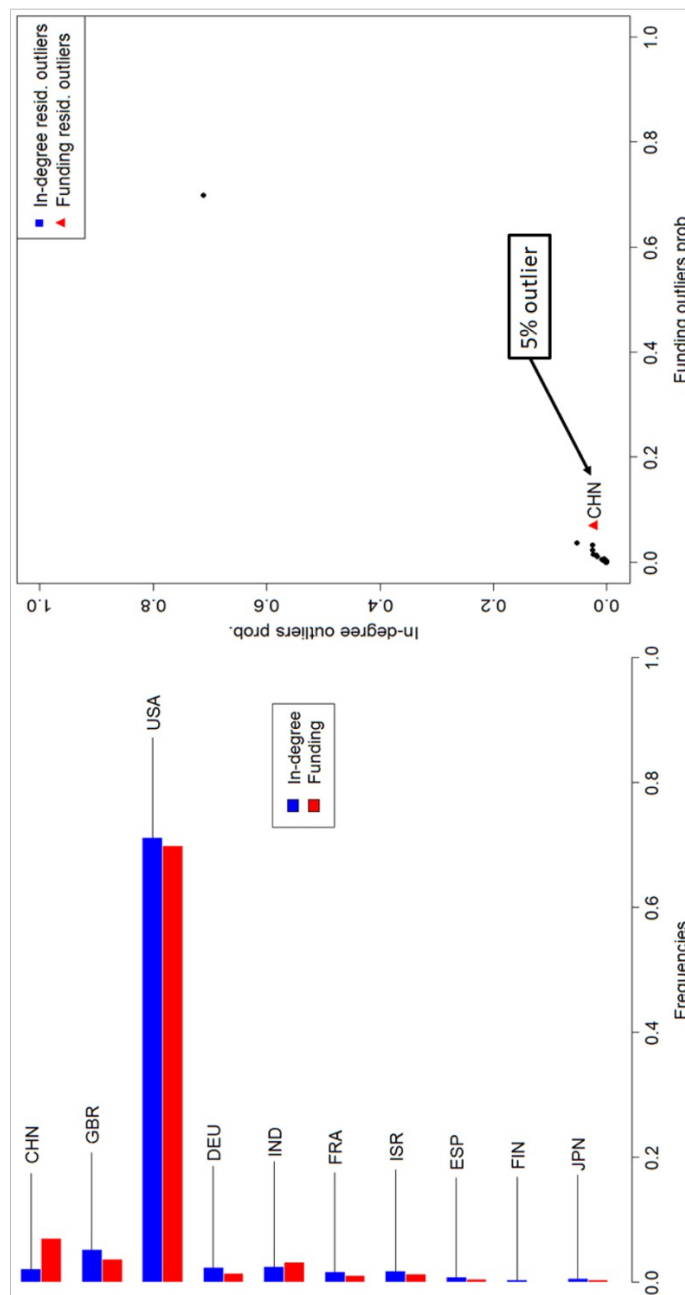 CHN
GBR
USA
DEU
IND
FRA
ISR
ESP
FIN
JPN
In-degree
Funding
0.0 0.2 0.4 0.6 0.8 1.0
Frequencies
In-degree outliers prob.
1.0
0.8
0.6
0.4
0.2
0.0
In-degree resid. outliers
Funding resid. outliers
5% outlier
CHN
0.0 0.2 0.4 0.6 0.8 1.0
Funding outliers prob.